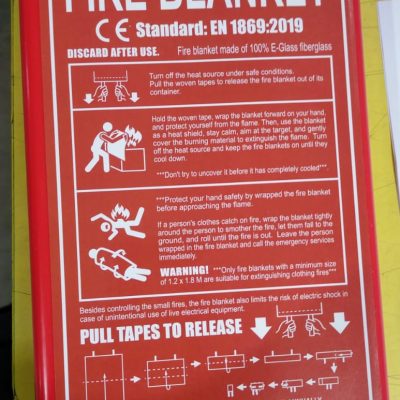 FIRE BLANKET
CE Standard: EN 1869:2019
DISCARD AFTER USE. Fire blanket made of 100% E-Glass fiberglass
Turn off the heat source under safe conditions.
Pull the woven tapes to release the fire blanket out of its
container.
Hold the woven tape, wrap the blanket forward on your hand,
and protect yourself from the flame. Then, use the blanket
as a heat shield, stay calm, aim at the target, and gently
cover the burning material to extinguish the flame. Turn
off the heat source and keep the fire blankets on until they
cool down.
***Don't try to uncover it before it has completely cooled***.
***Protect your hand safety by wrapped the fire blanket
before approaching the flame.
If a person's clothes catch on fire, wrap the blanket tightly
around the person to smother the fire, let them fall to the
ground, and roll until the fire is out. Leave the person
wrapped in the fire blanket and call the emergency services
immediately.
WARNING! ***Only fire blankets with a minimum size
of 1.2 x 1.8 M are suitable for extinguishing clothing fires***
Besides controlling the small fires, the fire blanket also limits the risk of electric shock in
case of unintentional use of live electrical equipment.
PULL TAPES TO RELEASE